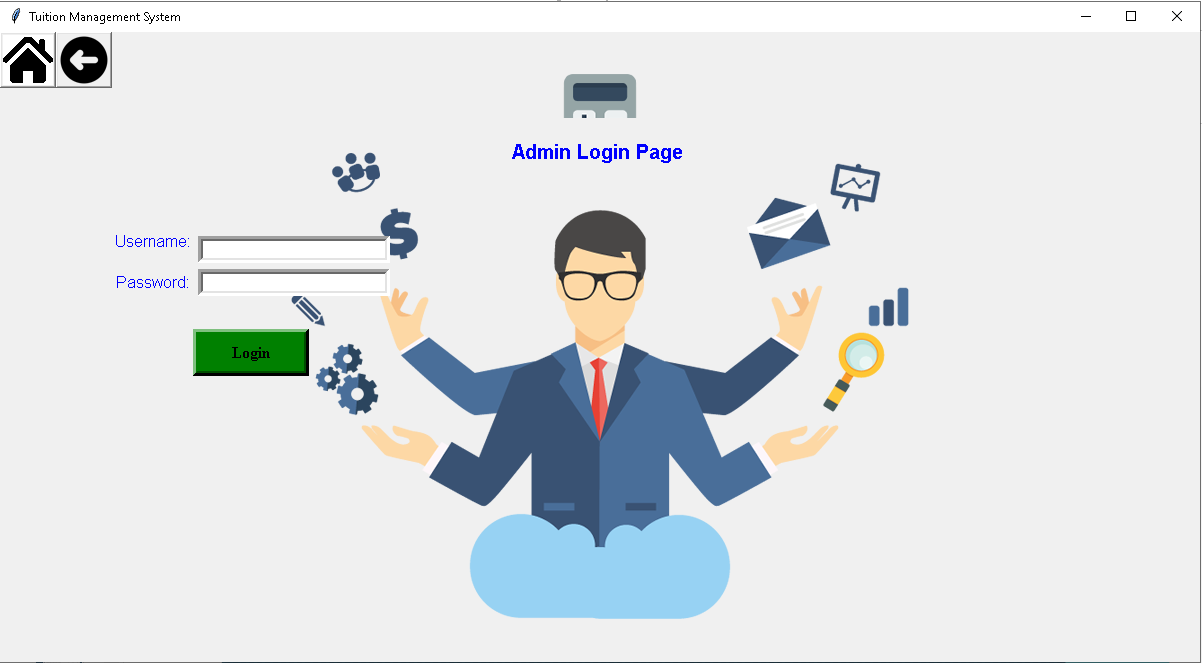 Tuition Management System
Admin Login Page
Username:
Password:
Login